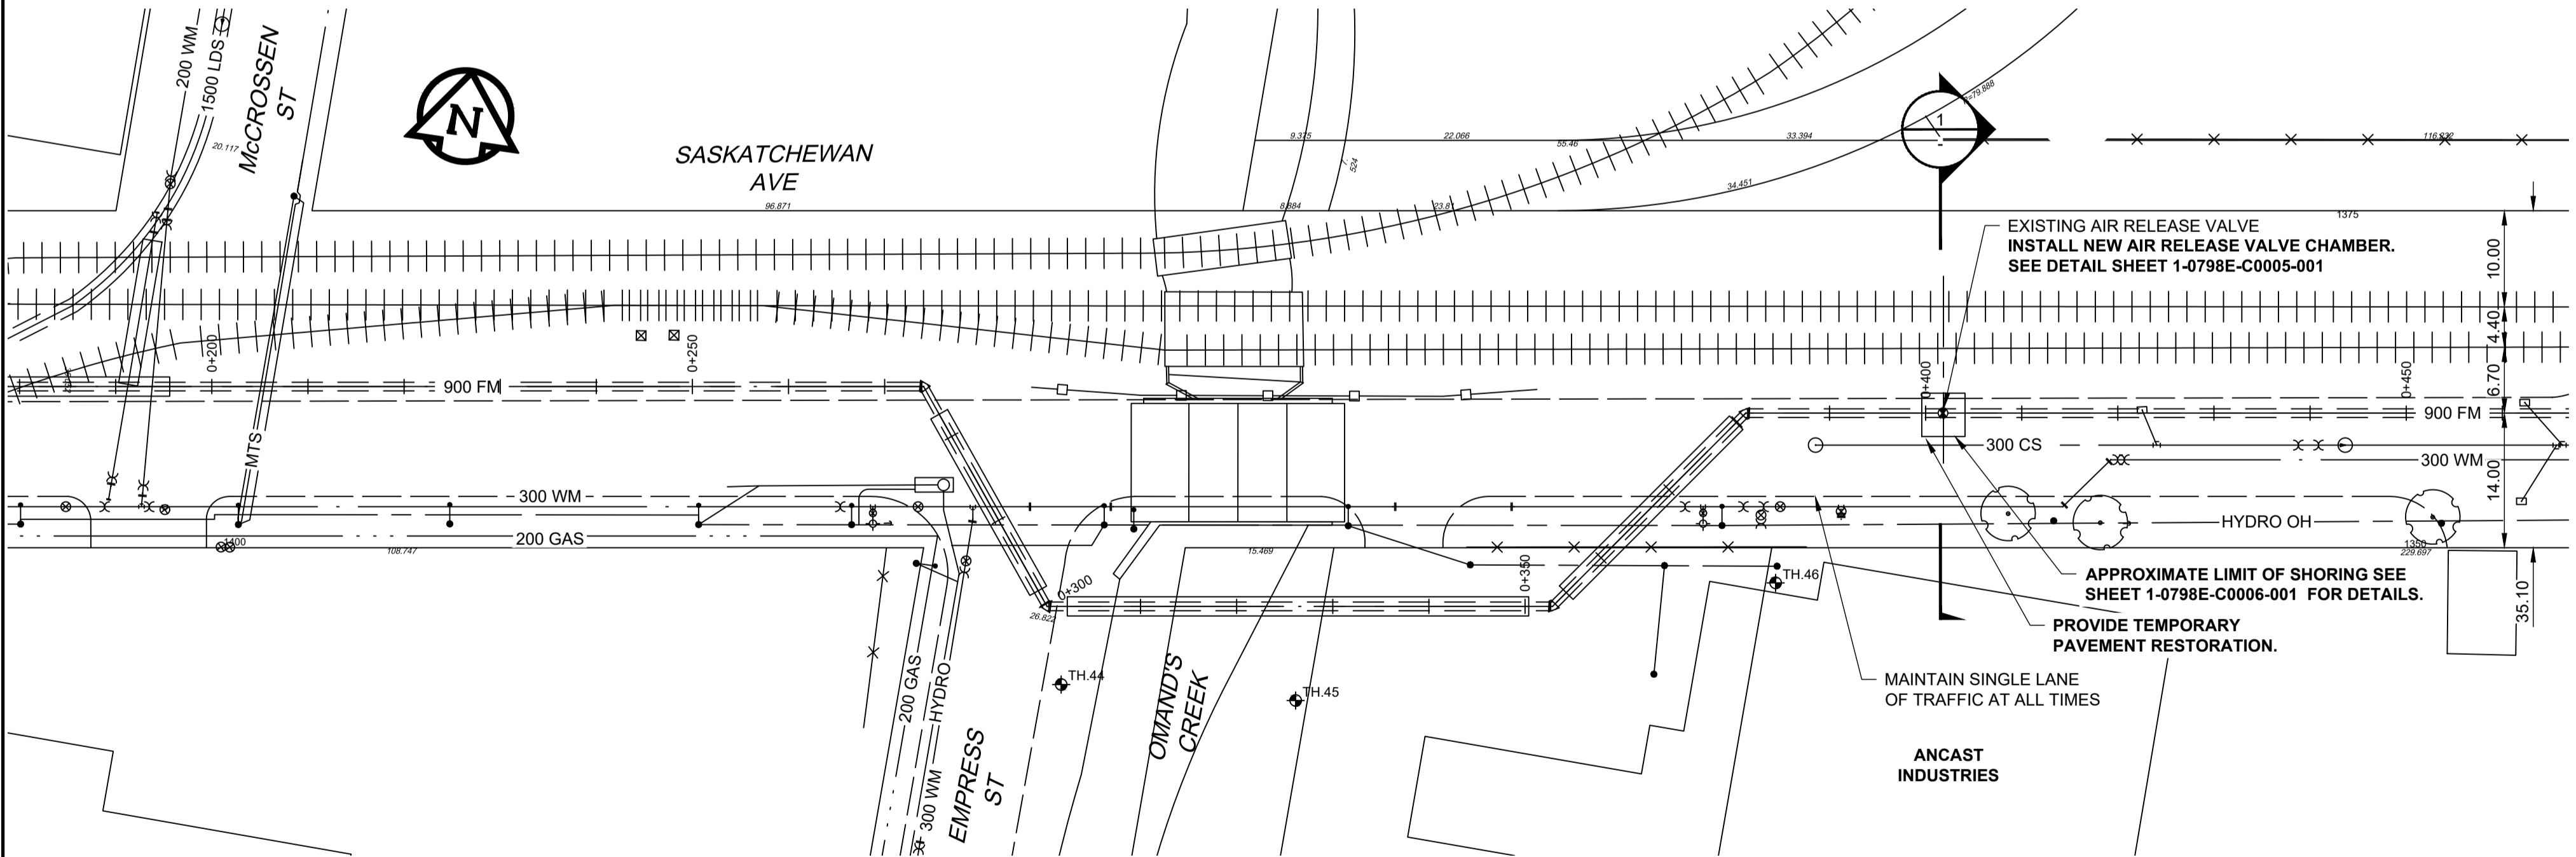 200 WM
1500 LDS
McCROSSEN
ST
20.117
N
SASKATCHEWAN
AVE
96.871
9.375
22.066
55.46
33.394
34.451
8.884
23.81
7.
524
R=79.888
1
-
116.232
1375
EXISTING AIR RELEASE VALVE
INSTALL NEW AIR RELEASE VALVE CHAMBER.
SEE DETAIL SHEET 1-0798E-C0005-001
10.00
4.40
6.70
14.00
35.10
0+200
0+250
0+300
0+350
0+400
0+450
900 FM
900 FM
MTS
300 CS
300 WM
300 WM
HYDRO OH
200 GAS
1400
108.747
15.469
26.822
1350
229.697
APPROXIMATE LIMIT OF SHORING SEE
SHEET 1-0798E-C0006-001 FOR DETAILS.
PROVIDE TEMPORARY
PAVEMENT RESTORATION.
MAINTAIN SINGLE LANE
OF TRAFFIC AT ALL TIMES
TH.44
TH.45
TH.46
200 GAS
HYDRO
300 WM
EMPRESS
ST
OMAND'S
CREEK
ANCAST
INDUSTRIES